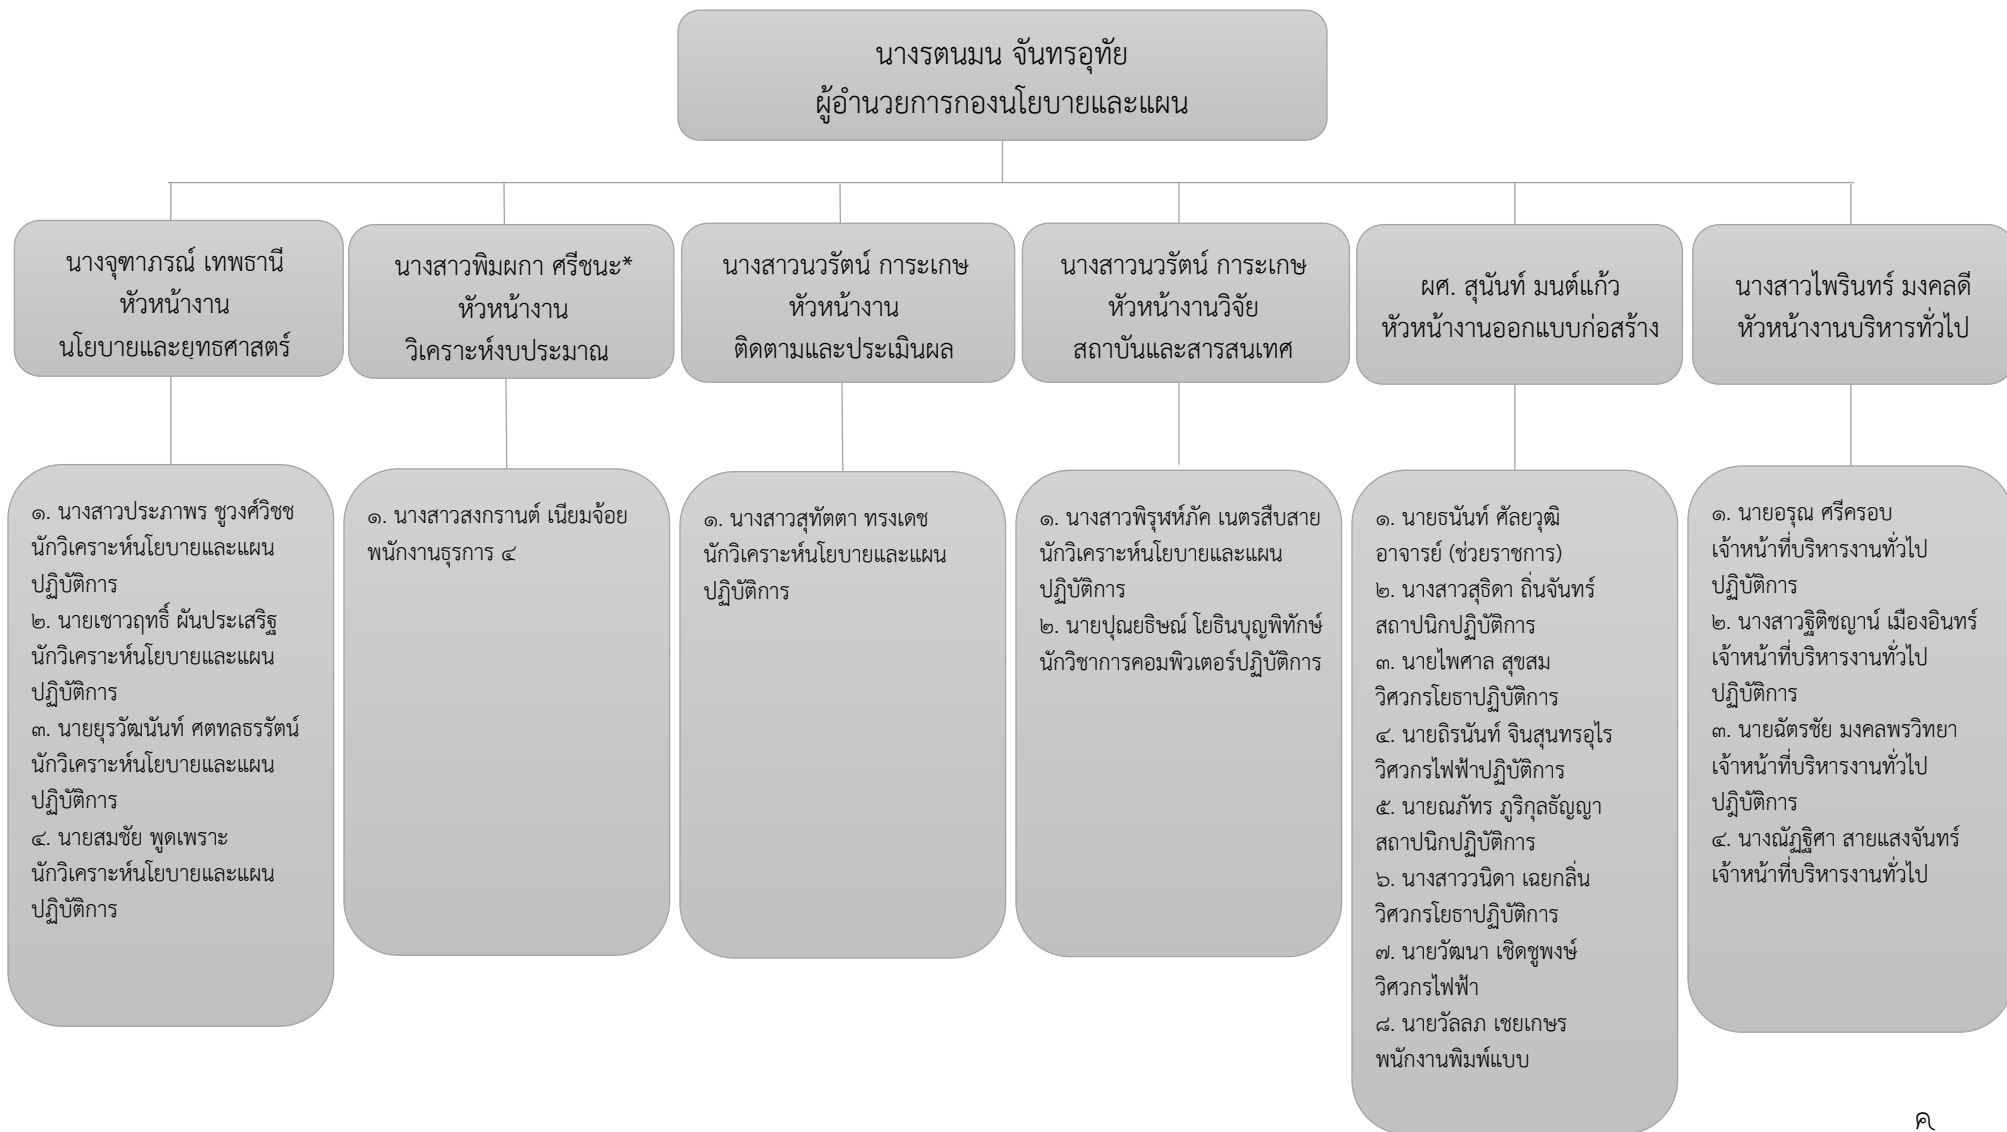 นางรตนมน จันทรอุทัย
ผู้อำนวยการกองนโยบายและแผน
นางจุฑาภรณ์ เทพธานี
หัวหน้างาน
นโยบายและยุทธศาสตร์
นางสาวพิมผกา ศรีชนะ*
หัวหน้างาน
วิเคราะห์งบประมาณ
นางสาวนวรัตน์ การะเกษ
หัวหน้างาน
ติดตามและประเมินผล
นางสาวนวรัตน์ การะเกษ
หัวหน้างานวิจัย
สถาบันและสารสนเทศ
ผศ. สุนันท์ มนต์แก้ว
หัวหน้างานออกแบบก่อสร้าง
นางสาวไพรินทร์ มงคลดี
หัวหน้างานบริหารทั่วไป
๑. นางสาวประภาพร ชูวงศ์วิชช
นักวิเคราะห์นโยบายและแผน
ปฏิบัติการ
๒. นายเชาวฤทธิ์ ผันประเสริฐ
นักวิเคราะห์นโยบายและแผน
ปฏิบัติการ
๓. นายยุรวัฒนันท์ ศตทลธรรัตน์
นักวิเคราะห์นโยบายและแผน
ปฏิบัติการ
๔. นายสมชัย พูดเพราะ
นักวิเคราะห์นโยบายและแผน
ปฏิบัติการ
๑. นางสาวสงกรานต์ เนียมจ้อย
พนักงานธุรการ ๔
๑. นางสาวสุทัตตา ทรงเดช
นักวิเคราะห์นโยบายและแผน
ปฏิบัติการ
๑. นางสาวพิรุฬห์ภัค เนตรสืบสาย
นักวิเคราะห์นโยบายและแผน
ปฏิบัติการ
๒. นายปุณยธิษณ์ โยธินบุญพิทักษ์
นักวิชาการคอมพิวเตอร์ปฏิบัติการ
๑. นายธนันท์ ศัลยวุฒิ
อาจารย์ (ช่วยราชการ)
๒. นางสาวสุธิดา ถิ่นจันทร์
สถาปนิกปฏิบัติการ
๓. นายไพศาล สุขสม
วิศวกรโยธาปฏิบัติการ
๔. นายถิรนันท์ จินสุนทรอุไร
วิศวกรไฟฟ้าปฏิบัติการ
๕. นายณภัทร ภูริกุลธัญญา
สถาปนิกปฏิบัติการ
๖. นางสาววนิดา เฉยกลิ่น
วิศวกรโยธาปฏิบัติการ
๗. นายวัฒนา เชิดชูพงษ์
วิศวกรไฟฟ้า
๘. นายวัลลภ เชยเกษร
พนักงานพิมพ์แบบ
๑. นายอรุณ ศรีครอบ
เจ้าหน้าที่บริหารงานทั่วไป
ปฏิบัติการ
๒. นางสาวฐิติชญาน์ เมืองอินทร์
เจ้าหน้าที่บริหารงานทั่วไป
ปฏิบัติการ
๓. นายฉัตรชัย มงคลพรวิทยา
เจ้าหน้าที่บริหารงานทั่วไป
ปฎิบัติการ
๔. นางณัฏฐิศา สายแสงจันทร์
เจ้าหน้าที่บริหารงานทั่วไป
ค